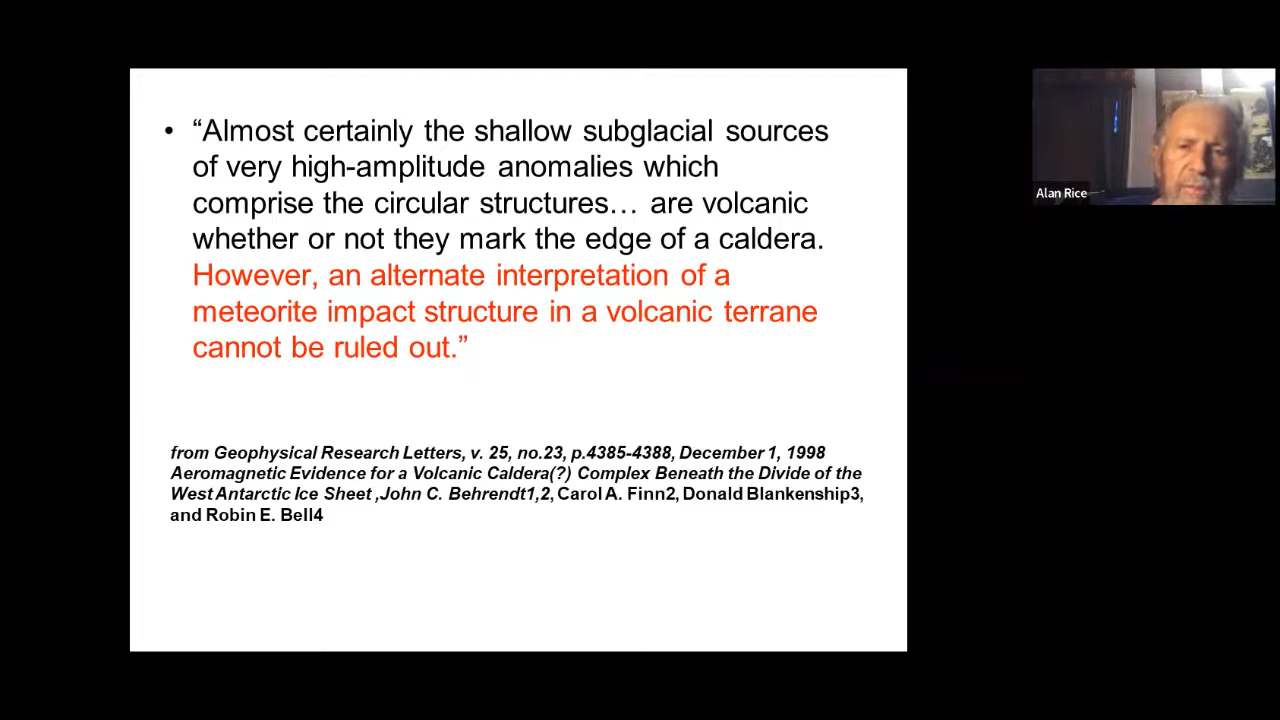 • “Almost certainly the shallow subglacial sources
of very high-amplitude anomalies which
comprise the circular structures… are volcanic
whether or not they mark the edge of a caldera.
However, an alternate interpretation of a
meteorite impact structure in a volcanic terrane
cannot be ruled out.”
from Geophysical Research Letters, v. 25, no.23, p.4385-4388, December 1, 1998
Aeromagnetic Evidence for a Volcanic Caldera(?) Complex Beneath the Divide of the
West Antarctic Ice Sheet ,John C. Behrendt1,2, Carol A. Finn2, Donald Blankenship3,
and Robin E. Bell4
Alan Rice